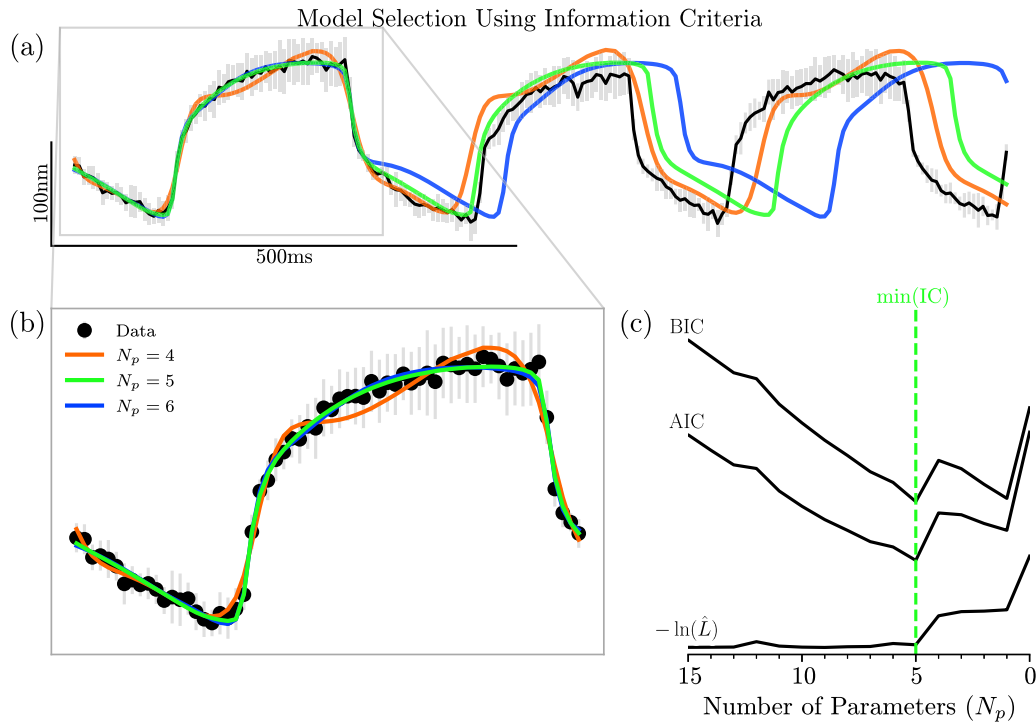 Model Selection Using Information Criteria
(a)
100nm
500ms
(b)
Data
N_p = 4
N_p = 5
N_p = 6
(c)
min(IC)
BIC
AIC
− ln(L̂)
15 10 5 0
Number of Parameters (N_p)